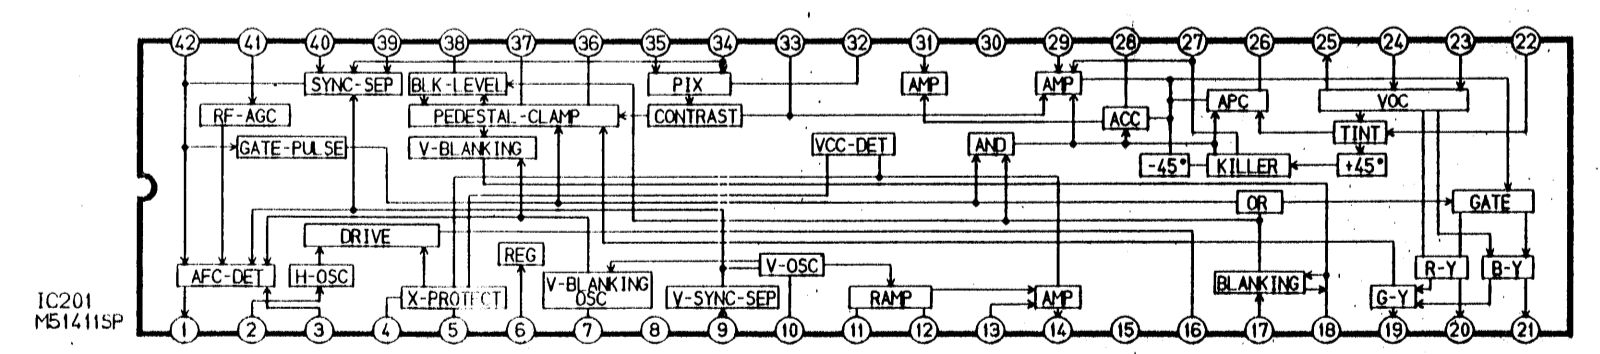 42 41 40 39 38 37 36 35 34 33 32 31 30 29 28 27 26 25 24 23 22
SYNC-SEP BLK-LEVEL PIX AMP AMP
APC VOC
RF-AGC PEDESTAL-CLAMP CONTRAST ACC
TINT
GATE-PULSE V-BLANKING VCC-DET AND
-45° KILLER +45°
OR GATE
DRIVE
REG
AFC-DET H-OSC V-OSC R-Y B-Y
V-BLANKING
OSC
BLANKING
X-PROTECT V-SYNC-SEP RAMP AMP G-Y
IC201
M51411SP
1 2 3 4 5 6 7 8 9 10 11 12 13 14 15 16 17 18 19 20 21